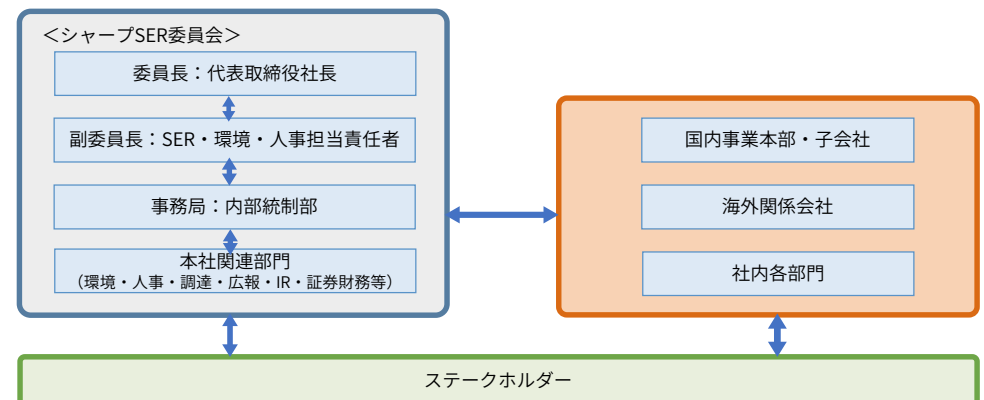 ＜シャープSER委員会＞
委員長：代表取締役社長
副委員長：SER・環境・人事担当責任者
事務局：内部統制部
本社関連部門
（環境・人事・調達・広報・IR・証券財務等）
国内事業本部・子会社
海外関係会社
社内各部門
ステークホルダー